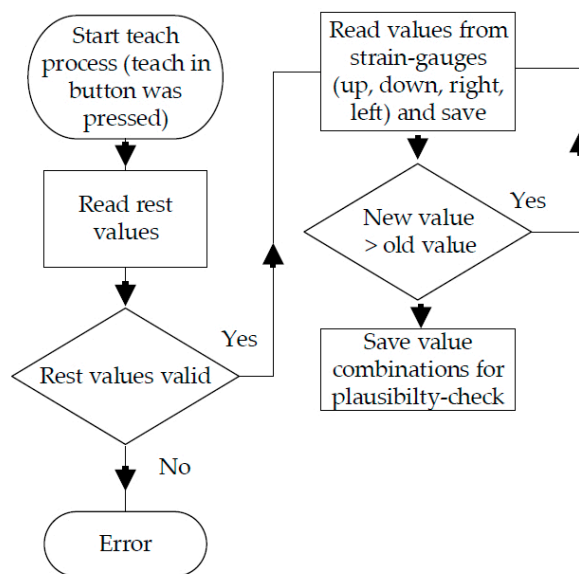 Start teach
process (teach in
button was
pressed)
Read rest
values
Rest values valid
Yes
No
Error
Read values from
strain-gauges
(up, down, right,
left) and save
New value
> old value
Yes
Save value
combinations for
plausibilty-check